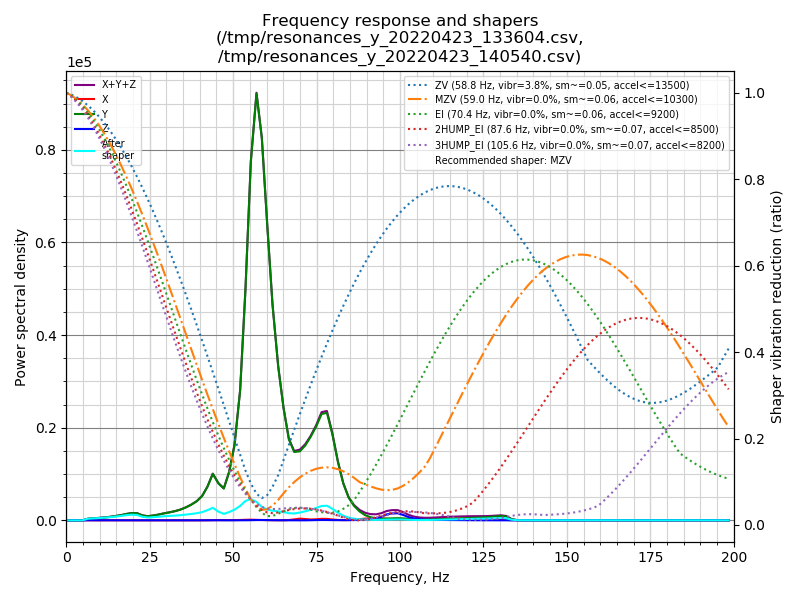 Frequency response and shapers
(/tmp/resonances_y_20220423_133604.csv,
/tmp/resonances_y_20220423_140540.csv)
1e5
X+Y+Z
X
Y
Z
After
shaper
ZV (58.8 Hz, vibr=3.8%, sm~=0.05, accel<=13500)
MZV (59.0 Hz, vibr=0.0%, sm~=0.06, accel<=10300)
EI (70.4 Hz, vibr=0.0%, sm~=0.06, accel<=9200)
2HUMP_EI (87.6 Hz, vibr=0.0%, sm~=0.07, accel<=8500)
3HUMP_EI (105.6 Hz, vibr=0.0%, sm~=0.07, accel<=8200)
Recommended shaper: MZV
Power spectral density
0.8
0.6
0.4
0.2
0.0
1.0
0.8
0.6
0.4
0.2
0.0
Shaper vibration reduction (ratio)
0 25 50 75 100 125 150 175 200
Frequency, Hz